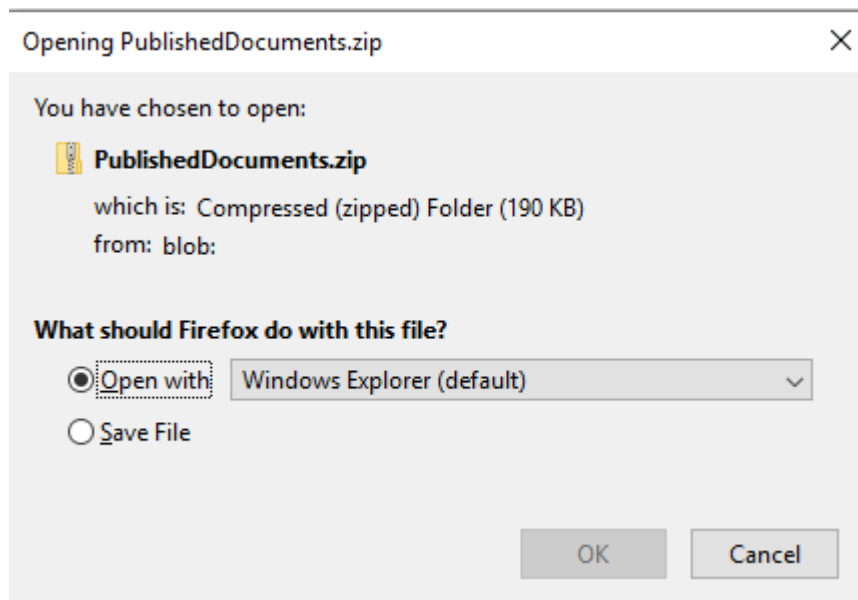 Opening PublishedDocuments.zip
You have chosen to open:
PublishedDocuments.zip
which is: Compressed (zipped) Folder (190 KB)
from: blob:
What should Firefox do with this file?
Open with Windows Explorer (default)
Save File
OK Cancel